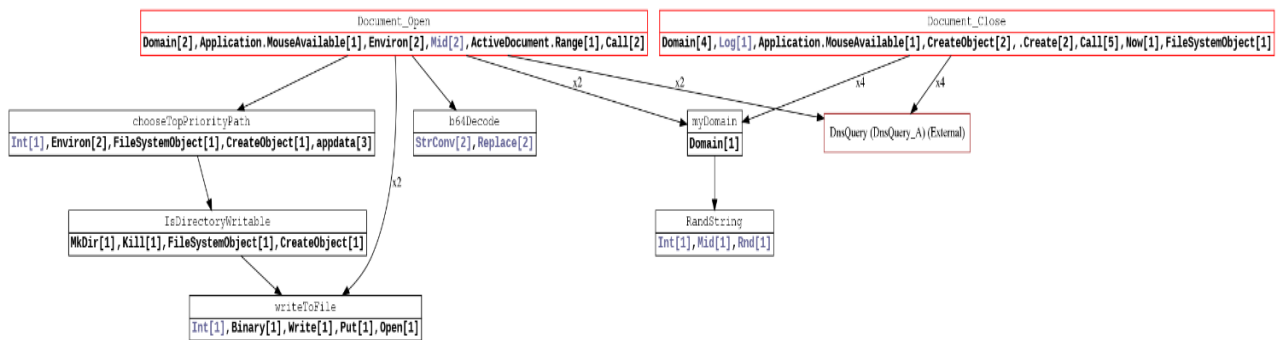 Document_Open
Domain[2],Application.MouseAvailable[1],Environ[2],Mid[2],ActiveDocument.Range[1],Call[2]
Document_Close
Domain[4],Log[1],Application.MouseAvailable[1],CreateObject[2],.Create[2],Call[5],Now[1],FileSystemObject[1]
x2
x2
x4
x4
chooseTopPriorityPath
Int[1],Environ[2],FileSystemObject[1],CreateObject[1],appdata[3]
b64Decode
StrConv[2],Replace[2]
myDomain
Domain[1]
DnsQuery (DnsQuery_A) (External)
x2
IsDirectoryWritable
MkDir[1],Kill[1],FileSystemObject[1],CreateObject[1]
RandString
Int[1],Mid[1],Rnd[1]
writeToFile
Int[1],Binary[1],Write[1],Put[1],Open[1]